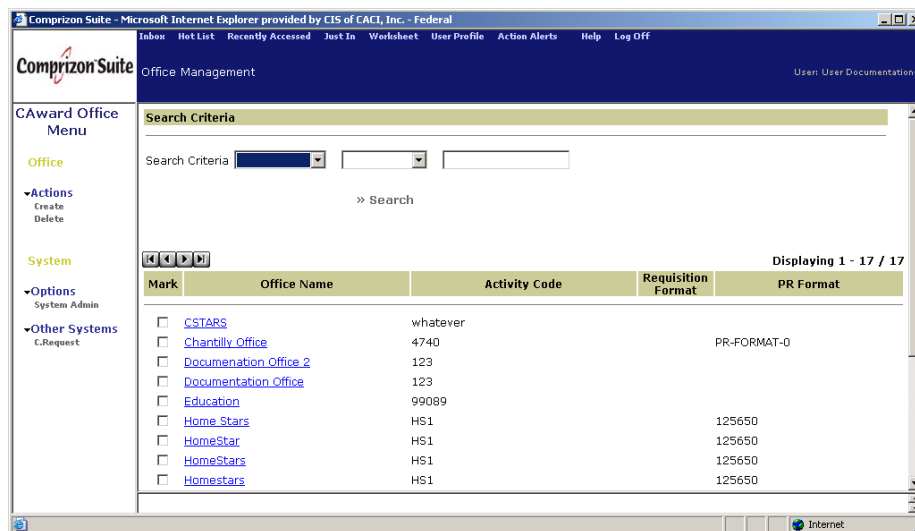 Comprizon Suite - Microsoft Internet Explorer provided by CIS of CACI, Inc. - Federal
Inbox Hot List Recently Accessed Just In Worksheet User Profile Action Alerts Help Log Off
Comprizon Suite
Office Management
User: User Documentation
CAward Office
Menu
Office
Actions
Create
Delete
System
Options
System Admin
Other Systems
C.Request
Search Criteria
Search Criteria
» Search
Displaying 1 - 17 / 17
Mark Office Name Activity Code Requisition Format PR Format
CSTARS whatever
Chantilly Office 4740 PR-FORMAT-0
Documenation Office 2 123
Documentation Office 123
Education 99089
Home Stars HS1 125650
HomeStar HS1 125650
HomeStars HS1 125650
Homestars HS1 125650
Internet